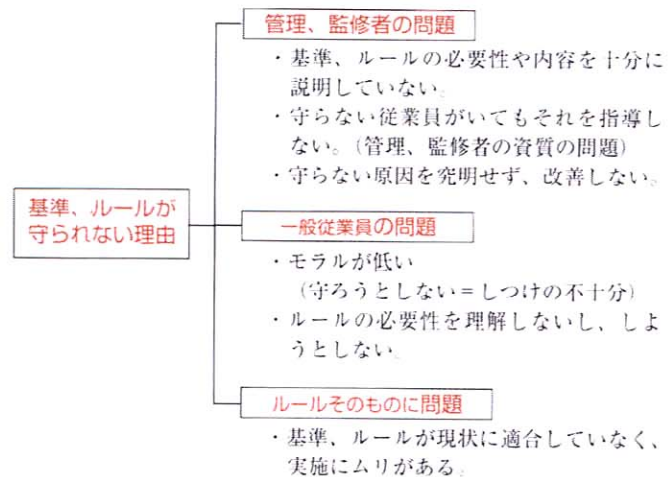 管理、監修者の問題
・基準、ルールの必要性や内容を十分に
説明していない。
・守らない従業員がいてもそれを指導し
ない。(管理、監修者の資質の問題)
・守らない原因を究明せず、改善しない。
基準、ルールが
守られない理由
一般従業員の問題
・モラルが低い
(守ろうとしない=しつけの不十分)
・ルールの必要性を理解しないし、しよ
うとしない。
ルールそのものに問題
・基準、ルールが現状に適合していなく、
実施にムリがある。